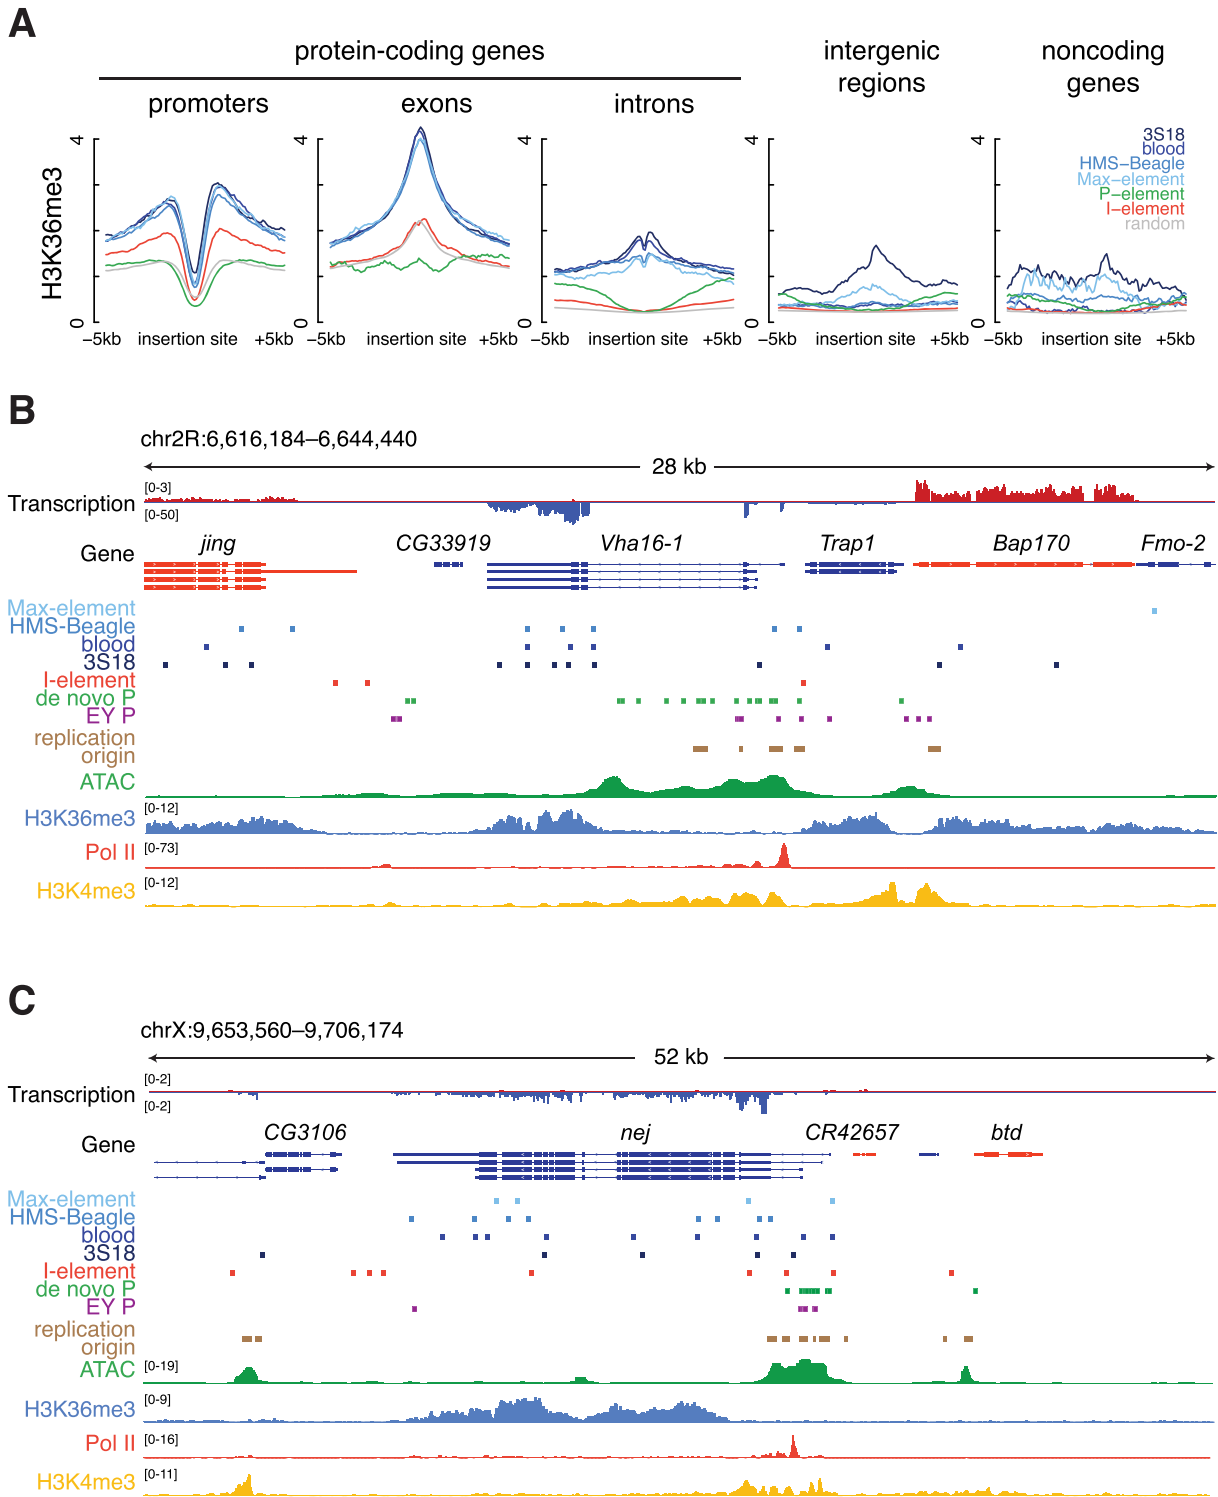 A
protein-coding genes
intergenic regions
noncoding genes
promoters
exons
introns
H3K36me3
4
0
4
0
4
0
4
0
4
0
3S18
blood
HMS−Beagle
Max−element
P−element
I−element
random
−5kb insertion site +5kb
−5kb insertion site +5kb
−5kb insertion site +5kb
−5kb insertion site +5kb
−5kb insertion site +5kb
B
chr2R:6,616,184–6,644,440
28 kb
Transcription
[0-3]
[0-50]
Gene
jing CG33919 Vha16-1 Trap1 Bap170 Fmo-2
Max-element
HMS-Beagle
blood
3S18
I-element
de novo P
EY P
replication
origin
ATAC
H3K36me3 [0-12]
Pol II [0-73]
H3K4me3 [0-12]
C
chrX:9,653,560–9,706,174
52 kb
Transcription
[0-2]
[0-2]
Gene
CG3106 nej CR42657 btd
Max-element
HMS-Beagle
blood
3S18
I-element
de novo P
EY P
replication
origin
ATAC [0-19]
H3K36me3 [0-9]
Pol II [0-16]
H3K4me3 [0-11]